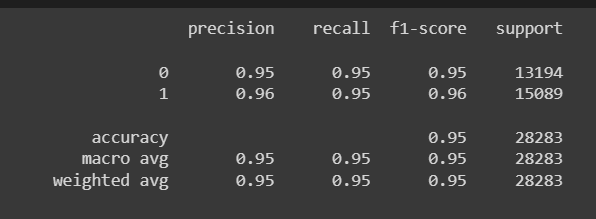 precision recall f1-score support
0 0.95 0.95 0.95 13194
1 0.96 0.95 0.96 15089
accuracy 0.95 28283
macro avg 0.95 0.95 0.95 28283
weighted avg 0.95 0.95 0.95 28283